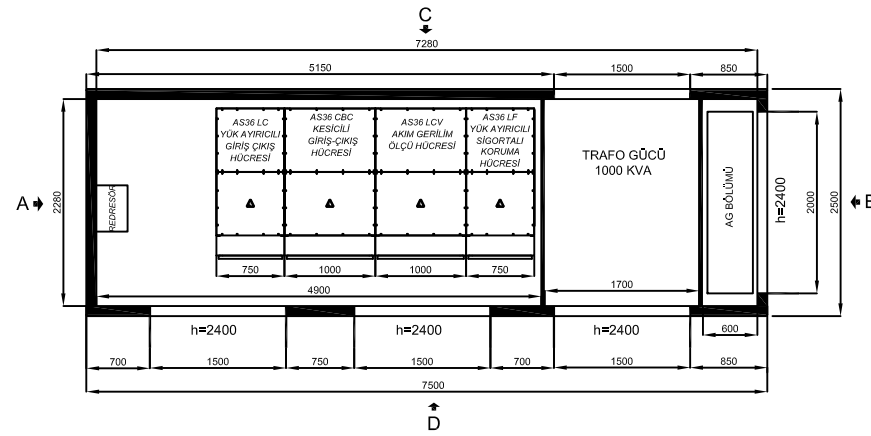 C
7280
5150
1500
850
AS36 LC
YÜK AYIRICILI
GİRİŞ ÇIKIŞ
HÜCRESİ
AS36 CBC
KESİCİLİ
GİRİŞ-ÇIKIŞ
HÜCRESİ
AS36 LCV
AKIM GERİLİM
ÖLÇÜ HÜCRESİ
AS36 LF
YÜK AYIRICILI
SİGORTALI
KORUMA
HÜCRESİ
TRAFO GÜCÜ
1000 KVA
A
2280
REDRESÖR
AG BÖLÜMÜ
h=2400
2000
2500
750
1000
1000
750
4900
1700
600
h=2400
h=2400
h=2400
700
1500
750
1500
700
1500
850
7500
D